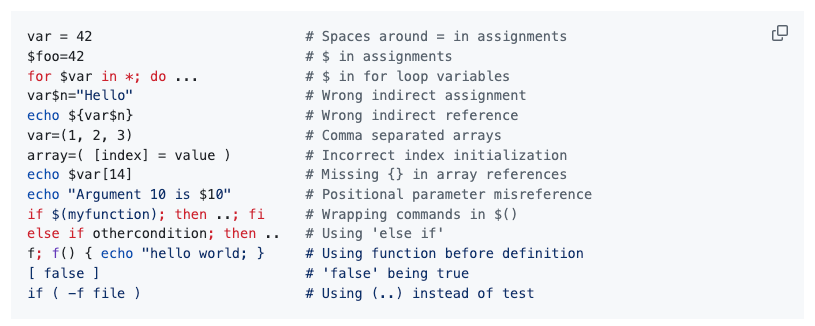 var = 42                          # Spaces around = in assignments
$foo=42                           # $ in assignments
for $var in *; do ...             # $ in for loop variables
var$n="Hello"                     # Wrong indirect assignment
echo ${var$n}                     # Wrong indirect reference
var=(1, 2, 3)                     # Comma separated arrays
array=( [index] = value )         # Incorrect index initialization
echo $var[14]                     # Missing {} in array references
echo "Argument 10 is $10"         # Positional parameter misreference
if $(myfunction); then ..; fi     # Wrapping commands in $()
else if othercondition; then ..   # Using 'else if'
f; f() { echo "hello world; }     # Using function before definition
[ false ]                         # 'false' being true
if ( -f file )                    # Using (..) instead of test